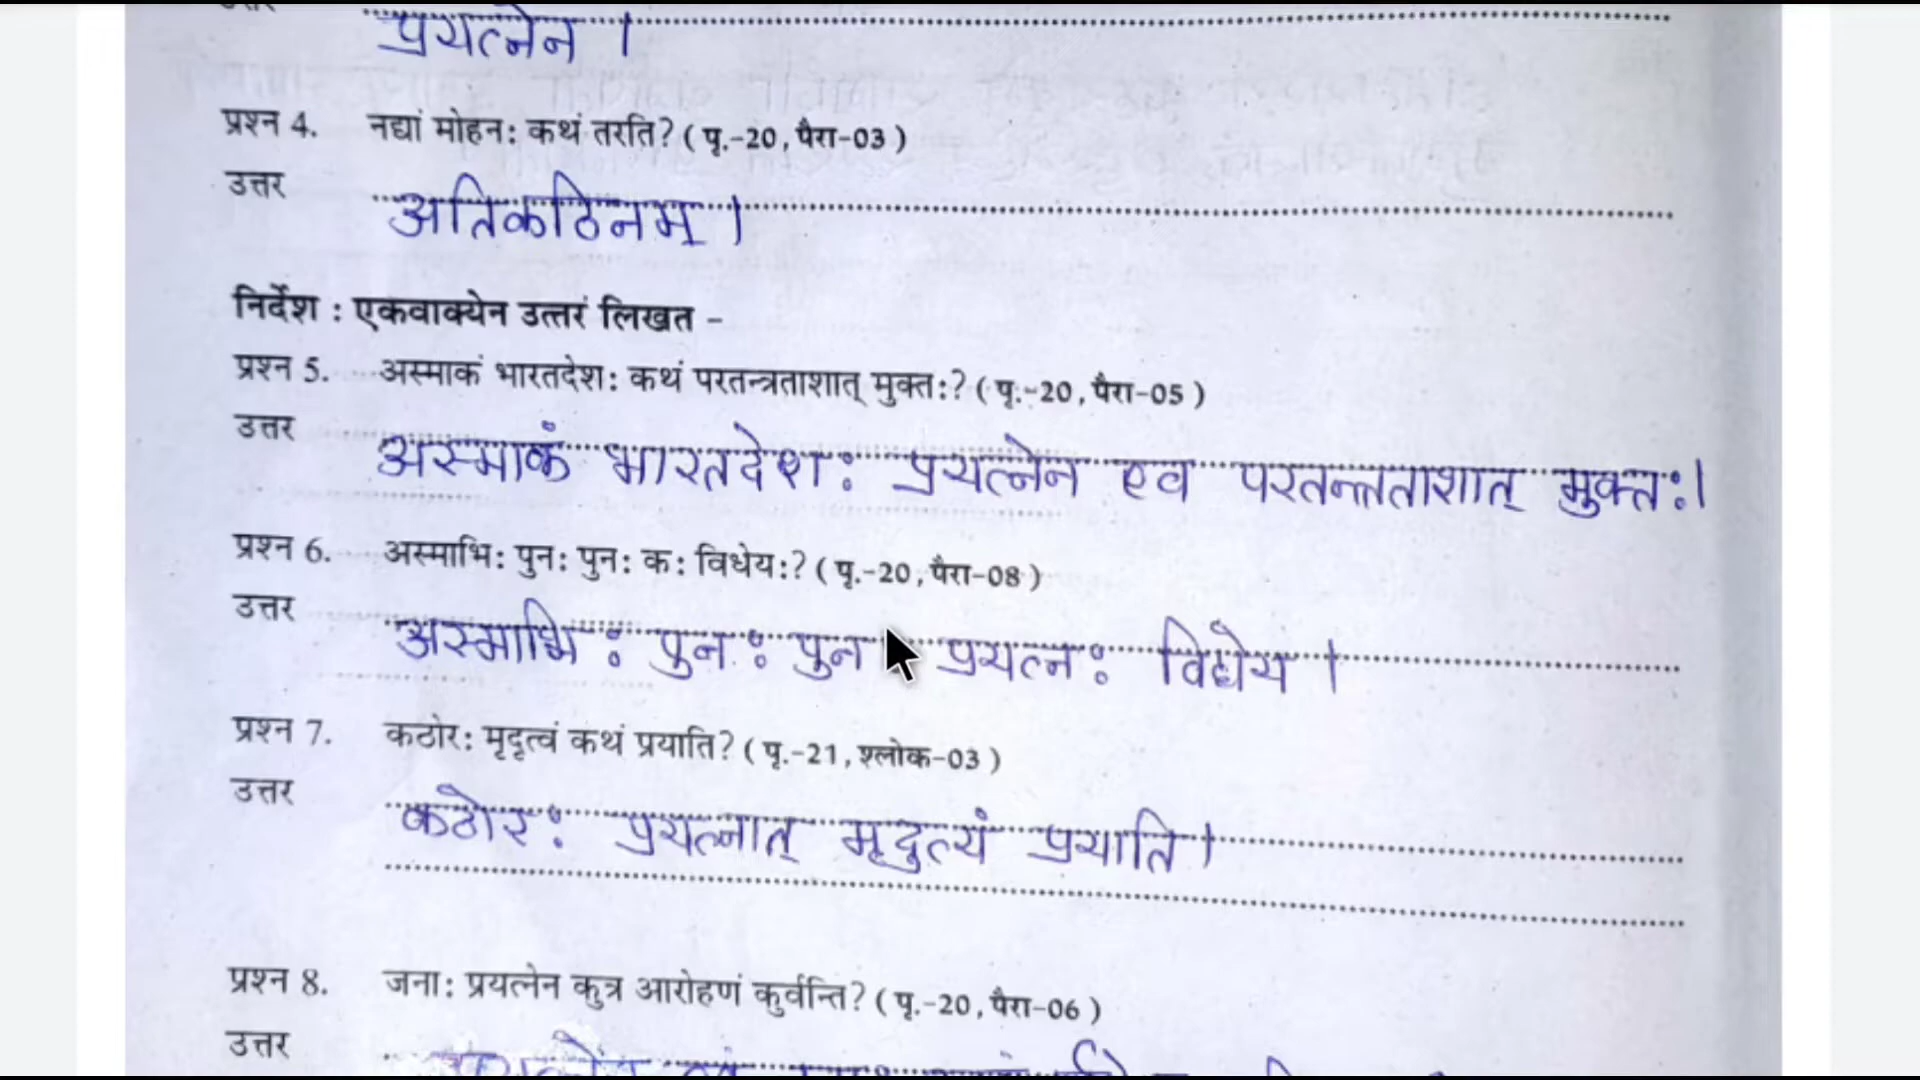 प्रयत्नेन ।
प्रश्न 4. नद्यां मोहनः कथं तरति? ( पृ.-20, पैरा-03 )
उत्तर
अतिकठिनम् ।
निर्देश : एकवाक्येन उत्तरं लिखत -
प्रश्न 5. अस्माकं भारतदेशः कथं परतन्त्रताशात् मुक्तः? ( पृ.-20, पैरा-05 )
उत्तर
अस्माकं भारतदेशः प्रयत्नेन एव परतन्त्रताशात् मुक्तः।
प्रश्न 6. अस्माभिः पुनः पुनः कः विधेयः? ( पृ.-20, पैरा-08 )
उत्तर
अस्माभिः पुनः पुन प्रयत्नः विधेय ।
प्रश्न 7. कठोरः मृदृत्वं कथं प्रयाति? ( पृ.-21, श्लोक-03 )
उत्तर
कठोरः प्रयत्नात् मृदुत्यं प्रयाति।
प्रश्न 8. जनाः प्रयत्नेन कुत्र आरोहणं कुर्वन्ति? ( पृ.-20, पैरा-06 )
उत्तर